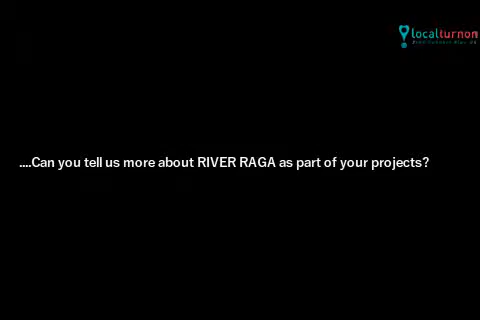 localturnon
....Can you tell us more about RIVER RAGA as part of your projects?